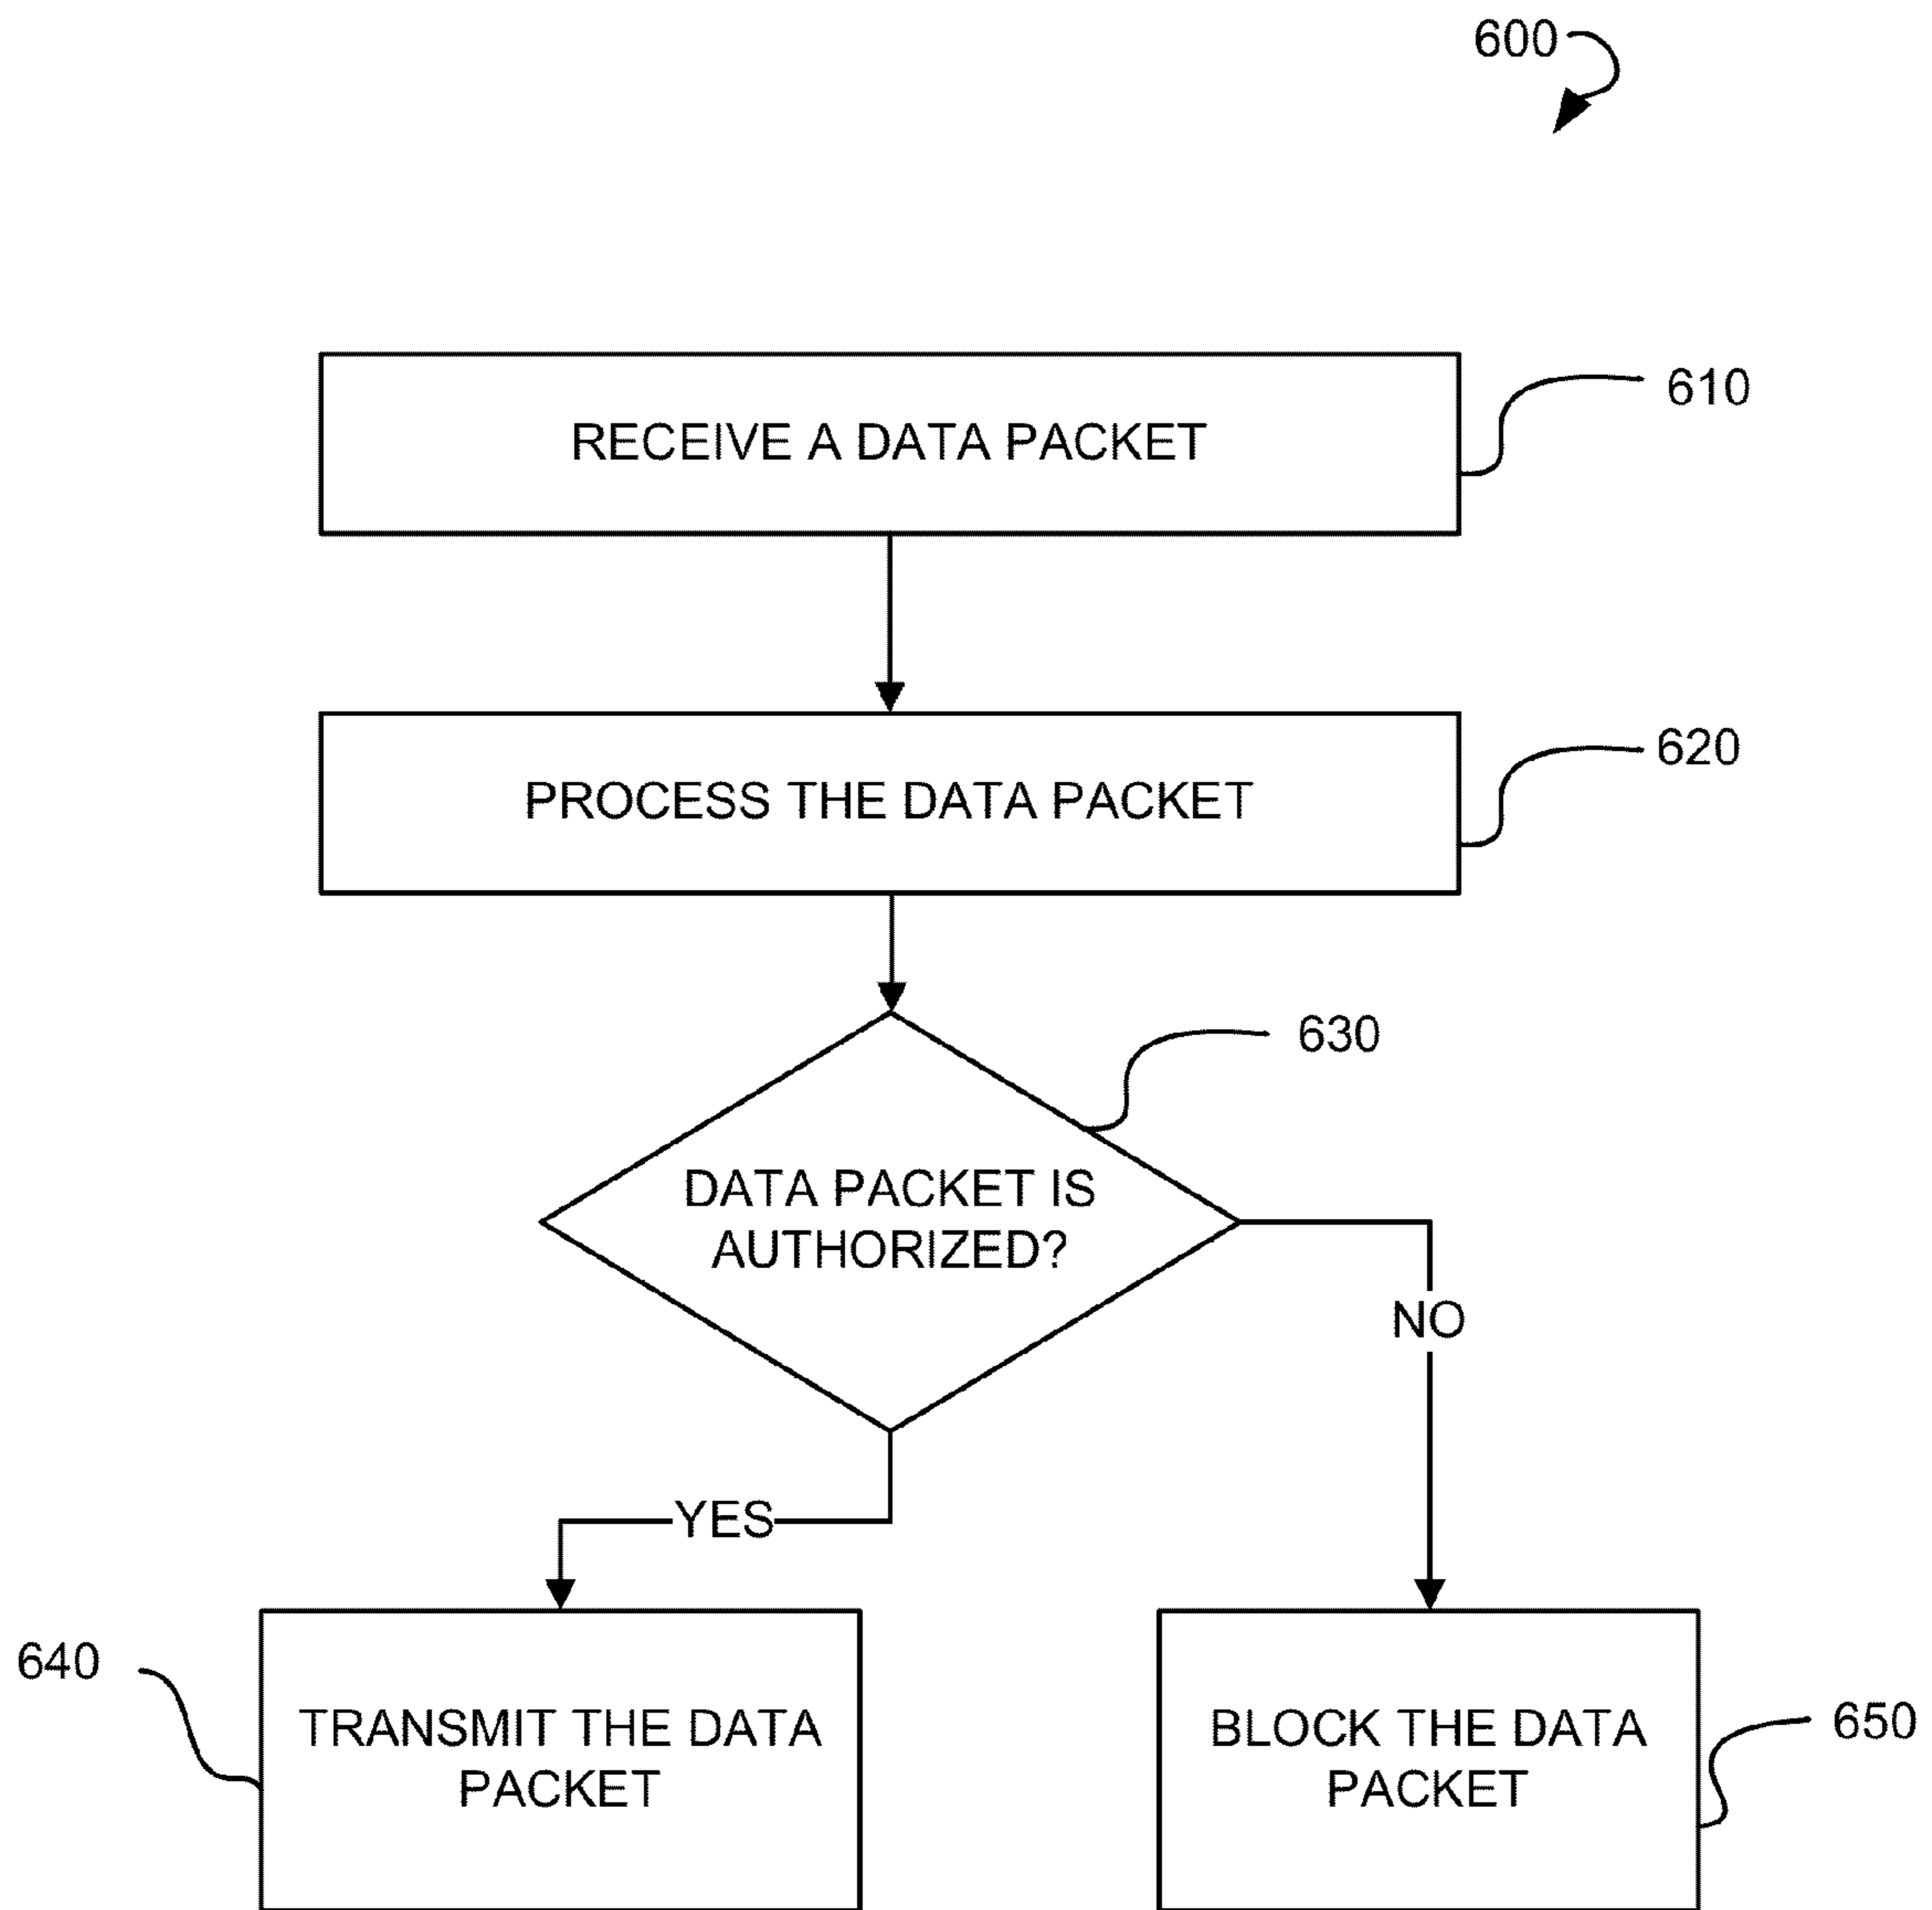 600
RECEIVE A DATA PACKET
610
PROCESS THE DATA PACKET
620
630
DATA PACKET IS
AUTHORIZED?
NO
YES
640
TRANSMIT THE DATA
PACKET
BLOCK THE DATA
PACKET
650